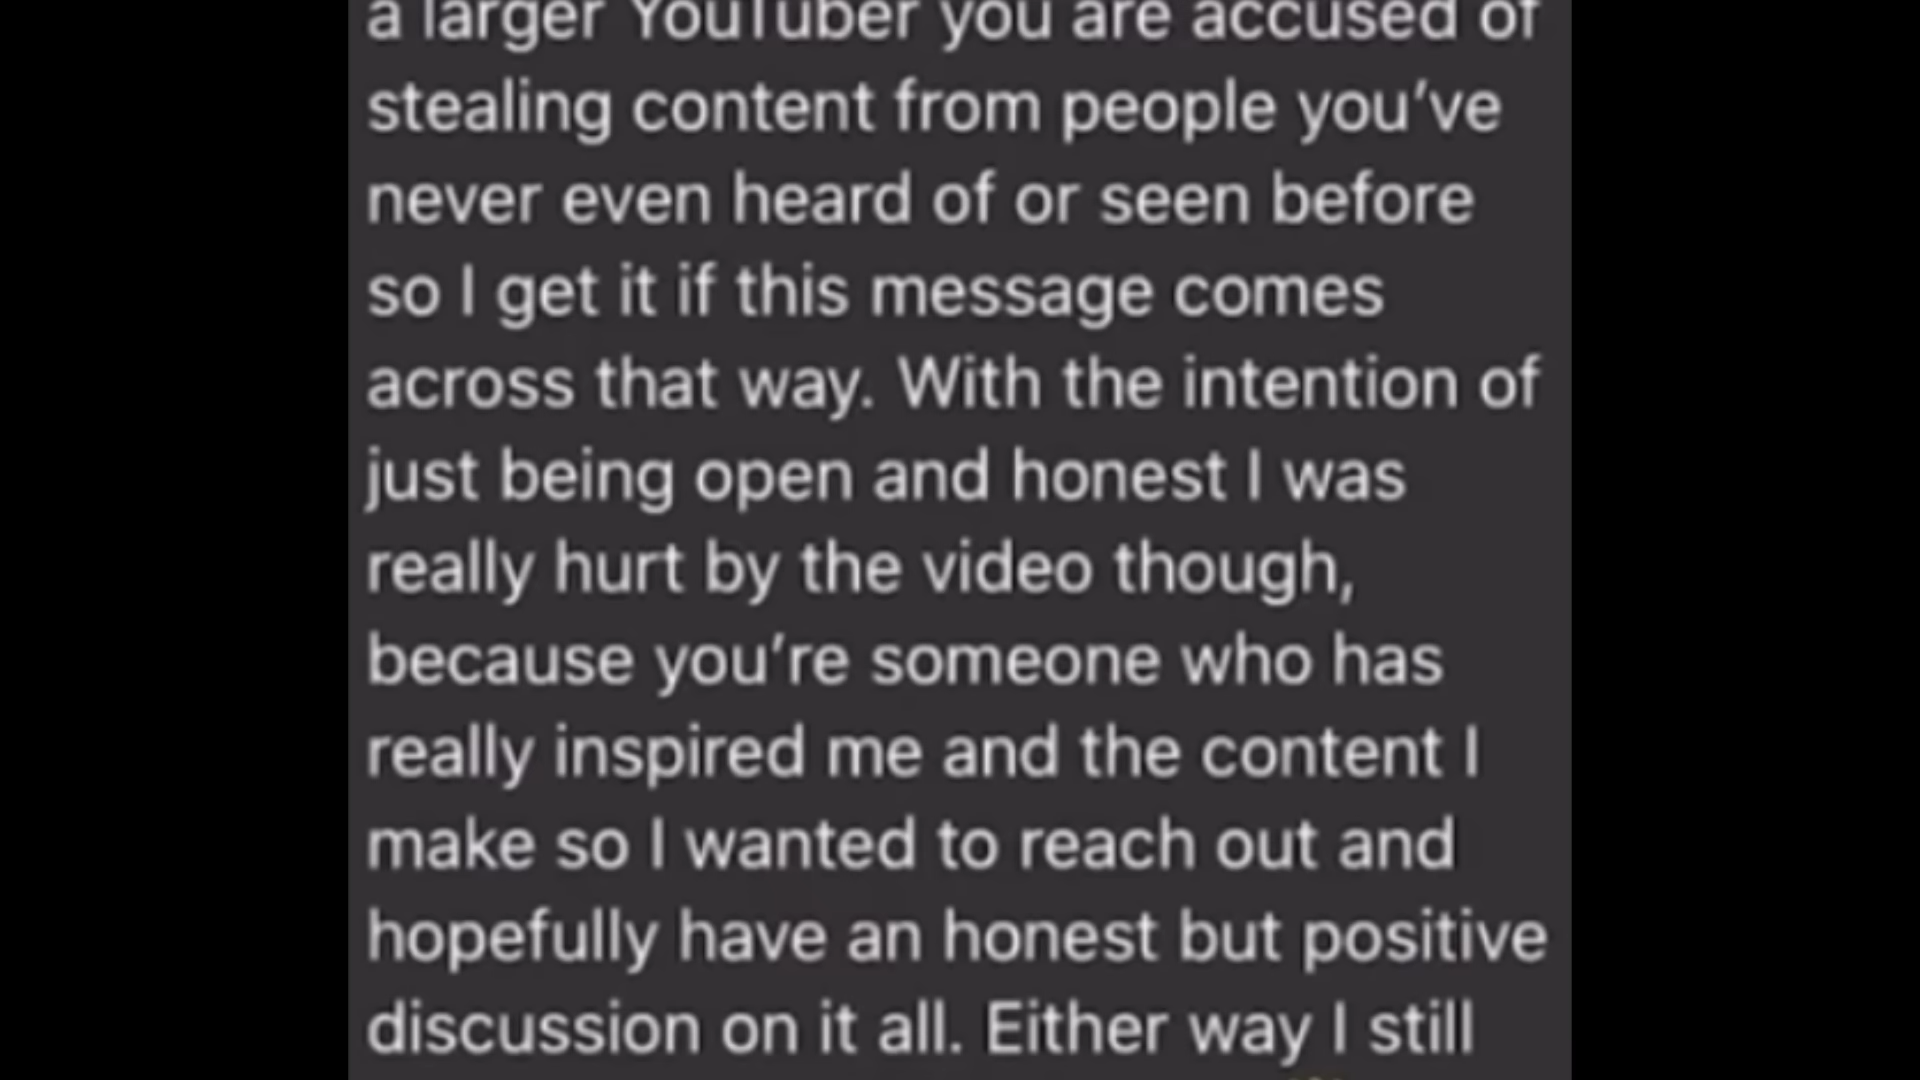 a larger YouTuber you are accused of
stealing content from people you’ve
never even heard of or seen before
so I get it if this message comes
across that way. With the intention of
just being open and honest I was
really hurt by the video though,
because you’re someone who has
really inspired me and the content I
make so I wanted to reach out and
hopefully have an honest but positive
discussion on it all. Either way I still